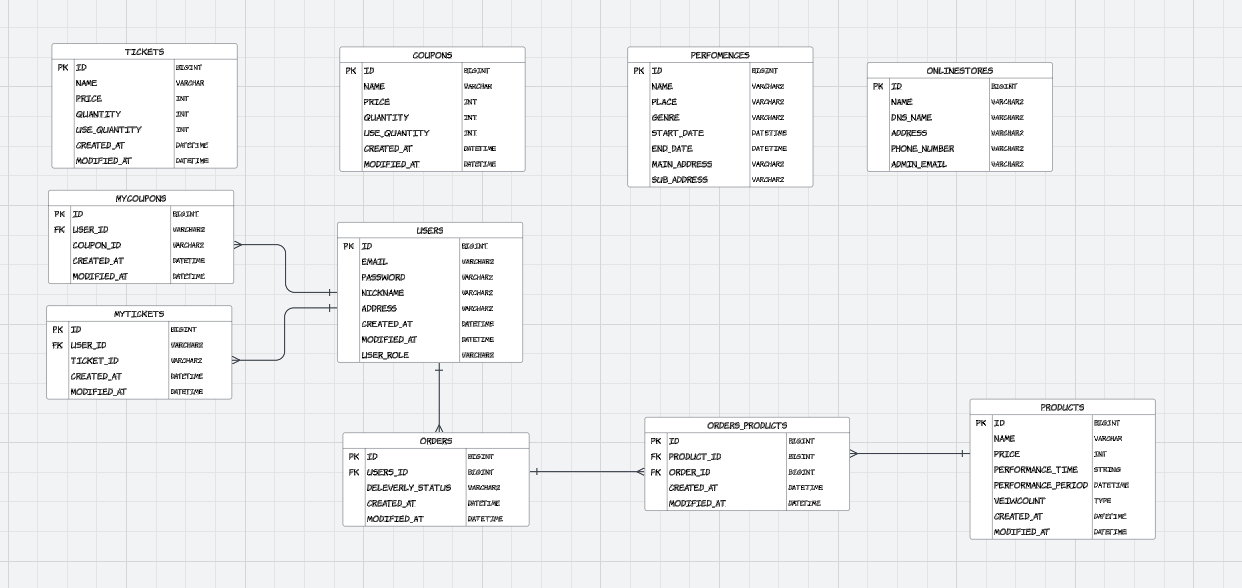 TICKETS
PK ID BIGINT
NAME VARCHAR
PRICE INT
QUANTITY INT
USE_QUANTITY INT
CREATED_AT DATETIME
MODIFIED_AT DATETIME
COUPONS
PK ID BIGINT
NAME VARCHAR
PRICE INT
QUANTITY INT
USE_QUANTITY INT
CREATED_AT DATETIME
MODIFIED_AT DATETIME
PERFOMENCES
PK ID BIGINT
NAME VARCHAR2
PLACE VARCHAR2
GENRE VARCHAR2
START_DATE DATETIME
END_DATE DATETIME
MAIN_ADDRESS VARCHAR2
SUB_ADDRESS VARCHAR2
ONLINESTORES
PK ID BIGINT
NAME VARCHAR2
DNS_NAME VARCHAR2
ADDRESS VARCHAR2
PHONE_NUMBER VARCHAR2
ADMIN_EMAIL VARCHAR2
MYCOUPONS
PK ID BIGINT
FK USER_ID VARCHAR2
COUPON_ID VARCHAR2
CREATED_AT DATETIME
MODIFIED_AT DATETIME
USERS
PK ID BIGINT
EMAIL VARCHAR2
PASSWORD VARCHAR2
NICKNAME VARCHAR2
ADDRESS VARCHAR2
CREATED_AT DATETIME
MODIFIED_AT DATETIME
USER_ROLE VARCHAR2
MYTICKETS
PK ID BIGINT
FK USER_ID VARCHAR2
TICKET_ID VARCHAR2
CREATED_AT DATETIME
MODIFIED_AT DATETIME
ORDERS
PK ID BIGINT
FK USERS_ID BIGINT
DELEVERLY_STATUS VARCHAR2
CREATED_AT DATETIME
MODIFIED_AT DATETIME
ORDERS_PRODUCTS
PK ID BIGINT
FK PRODUCT_ID BIGINT
FK ORDER_ID BIGINT
CREATED_AT DATETIME
MODIFIED_AT DATETIME
PRODUCTS
PK ID BIGINT
NAME VARCHAR
PRICE INT
PERFORMANCE_TIME STRING
PERFORMANCE_PERIOD DATETIME
VEIWCOUNT TYPE
CREATED_AT DATETIME
MODIFIED_AT DATETIME